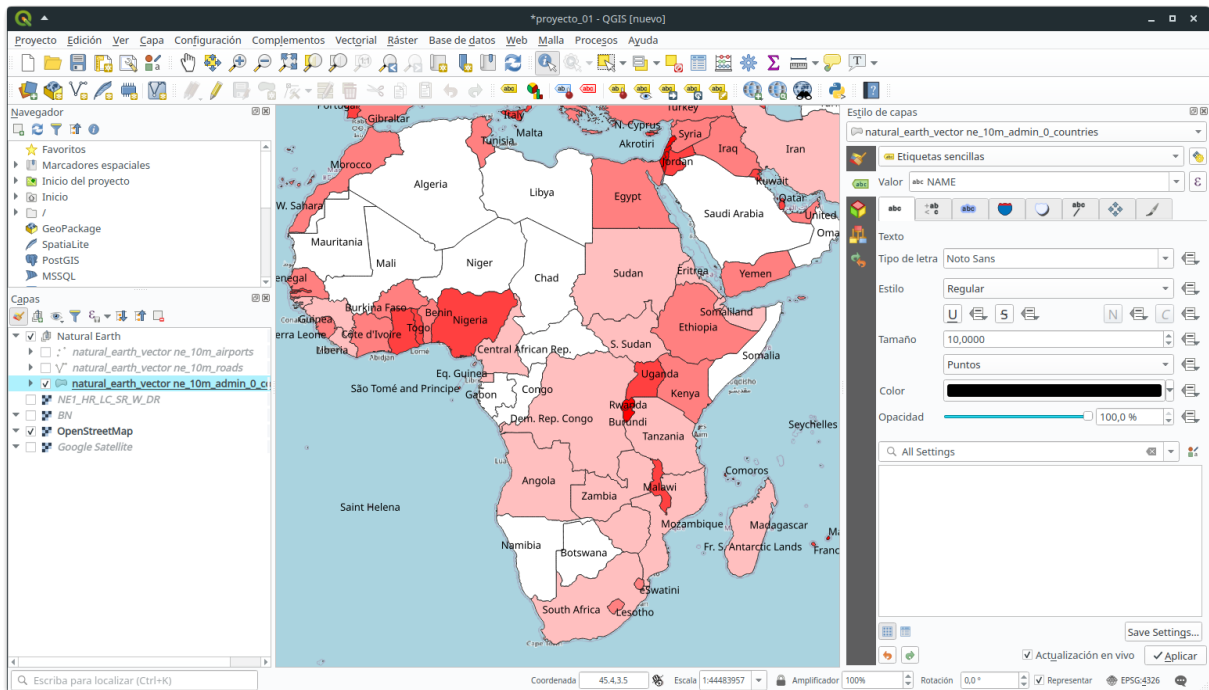 *proyecto_01 - QGIS [nuevo]
Proyecto Edición Ver Capa Configuración Complementos Vectorial Ráster Base de datos Web Malla Procesos Ayuda
Navegador
Favoritos
Marcadores espaciales
Inicio del proyecto
Inicio
/
GeoPackage
SpatiaLite
PostGIS
MSSQL
Capas
Natural Earth
natural_earth_vector ne_10m_airports
natural_earth_vector ne_10m_roads
natural_earth_vector ne_10m_admin_0_co
NE1_HR_LC_SR_W_DR
BN
OpenStreetMap
Google Satellite
Portugal
Gibraltar
Italy
Turkey
Malta
N. Cyprus
Tunisia
Akrotiri
Syria
Iraq
Iran
Morocco
Jordan
Algeria
Libya
Egypt
Kuwait
Qatar
W. Sahara
Saudi Arabia
United
Oma
Mauritania
Mali
Niger
Chad
Sudan
Eritrea
Yemen
enegal
Burkina Faso
Benin
Nigeria
Somaliland
Guinea
erra Leone
Côte d'Ivoire
Togo
Ethiopia
Liberia
Abidjan
Lome
Central African Rep.
S. Sudan
Somalia
Eq. Guinea
Uganda
São Tomé and Principe
Gabon
Congo
Kenya
Rwanda
Dem. Rep. Congo
Burundi
Tanzania
Seychelles
Comoros
Angola
Malawi
Zambia
Saint Helena
Mozambique
Madagascar
Namibia
Botswana
Fr. S. Antarctic Lands
Franc
eSwatini
South Africa
Lesotho
Estilo de capas
natural_earth_vector ne_10m_admin_0_countries
Etiquetas sencillas
Valor abc NAME
Texto
Tipo de letra Noto Sans
Estilo Regular
U S N C
Tamaño 10,0000
Puntos
Color
Opacidad 100,0 %
All Settings
Save Settings...
Actualización en vivo Aplicar
Escriba para localizar (Ctrl+K)
Coordenada 45.4,3.5 Escala 1:44483957 Amplificador 100% Rotación 0,0 ° Representar EPSG:4326